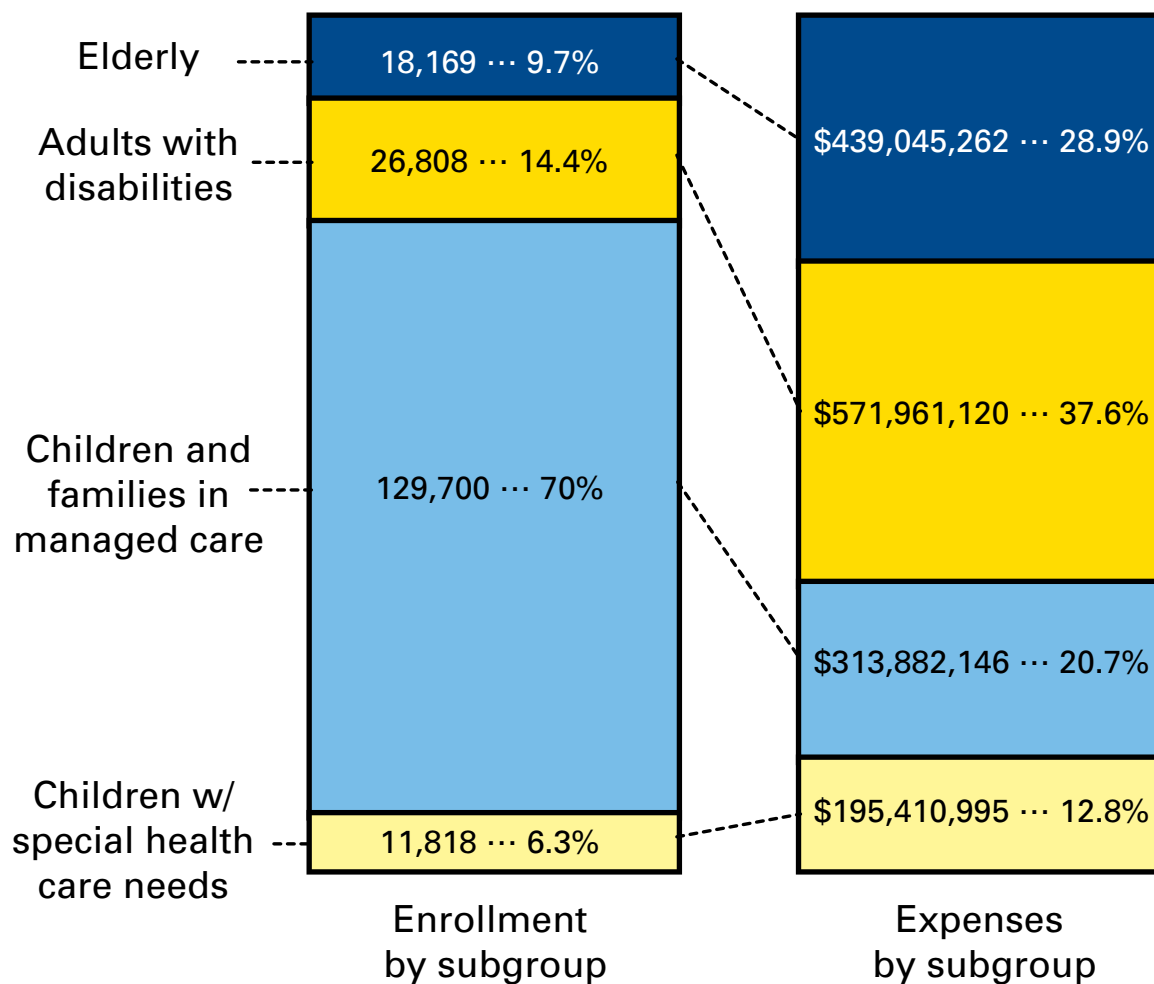 Elderly
18,169 ··· 9.7%
$439,045,262 ··· 28.9%
Adults with
disabilities
26,808 ··· 14.4%
$571,961,120 ··· 37.6%
Children and
families in
managed care
129,700 ··· 70%
$313,882,146 ··· 20.7%
Children w/
special health
care needs
11,818 ··· 6.3%
$195,410,995 ··· 12.8%
Enrollment
by subgroup
Expenses
by subgroup